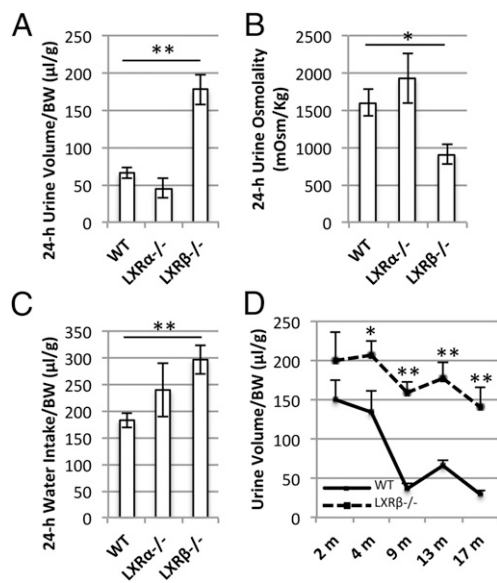 A
24-h Urine Volume/BW (µl/g)
250
200
150
100
50
0
**
WT
LXRα-/-
LXRβ-/-
B
24-h Urine Osmolality
(mOsm/Kg)
2500
2000
1500
1000
500
0
*
WT
LXRα-/-
LXRβ-/-
C
24-h Water Intake/BW (µl/g)
350
300
250
200
150
100
50
0
**
WT
LXRα-/-
LXRβ-/-
D
Urine Volume/BW (µl/g)
250
200
150
100
50
0
*
**
**
**
WT
LXRβ-/-
2 m
4 m
9 m
13 m
17 m